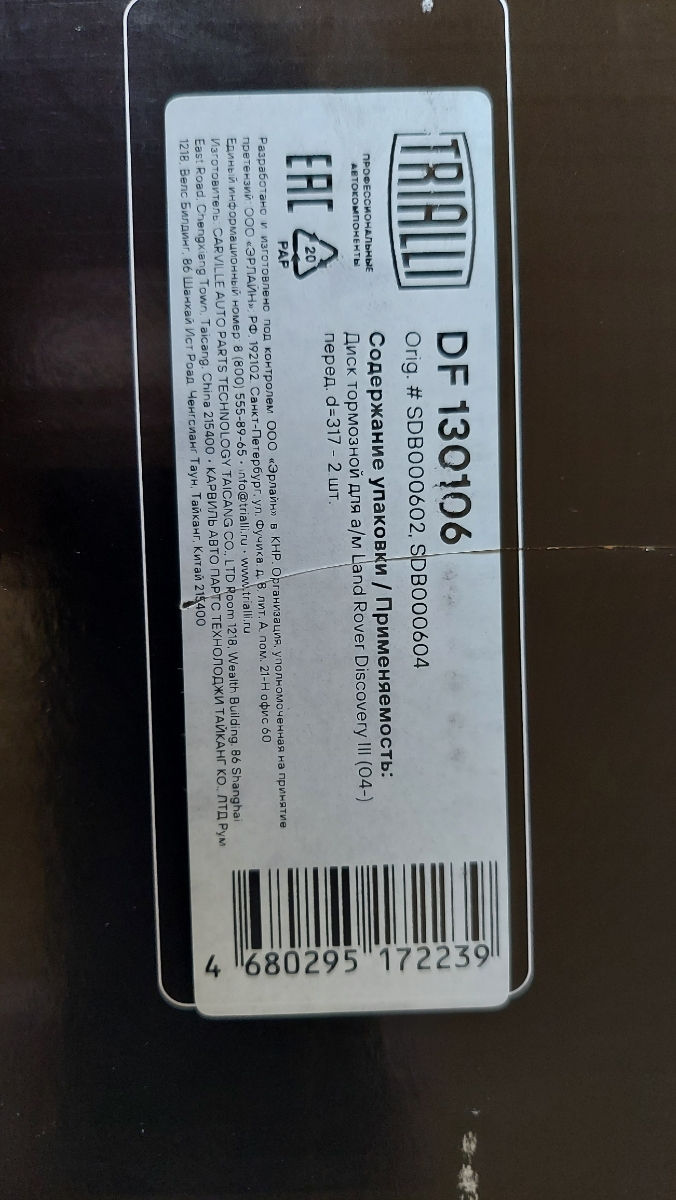 TRIALLI
ПРОФЕССИОНАЛЬНЫЕ
АВТОКОМПОНЕНТЫ
EAC
20
PAP
DF 130106
Orig. # SDB000602, SDB000604
Содержание упаковки / Применяемость:
Диск тормозной для а/м Land Rover Discovery III (04-)
перед. d=317 - 2 шт.
Разработано и изготовлено под контролем ООО «Эрлайн» в КНР. Организация, уполномоченная на принятие
претензий: ООО «ЭРЛАЙН», РФ, 192102, Санкт-Петербург, ул. Фучика, д. 8, лит. А, пом. 21-Н офис 60
Единый информационный номер: 8 (800) 555-89-65 · info@trialli.ru · www.trialli.ru
Изготовитель: CARVILLE AUTO PARTS TECHNOLOGY TAICANG CO., LTD Room 1218, Wealth Building, 86 Shanghai
East Road, Chengxiang Town, Taicang, China 215400 · КАРВИЛЬ АВТО ПАРТС ТЕХНОЛОДЖИ ТАЙКАНГ КО., ЛТД Рум
1218, Велс Билдинг, 86 Шанхай Ист Роад, Ченгсианг Таун, Тайканг, Китай 215400
4 680295 172239